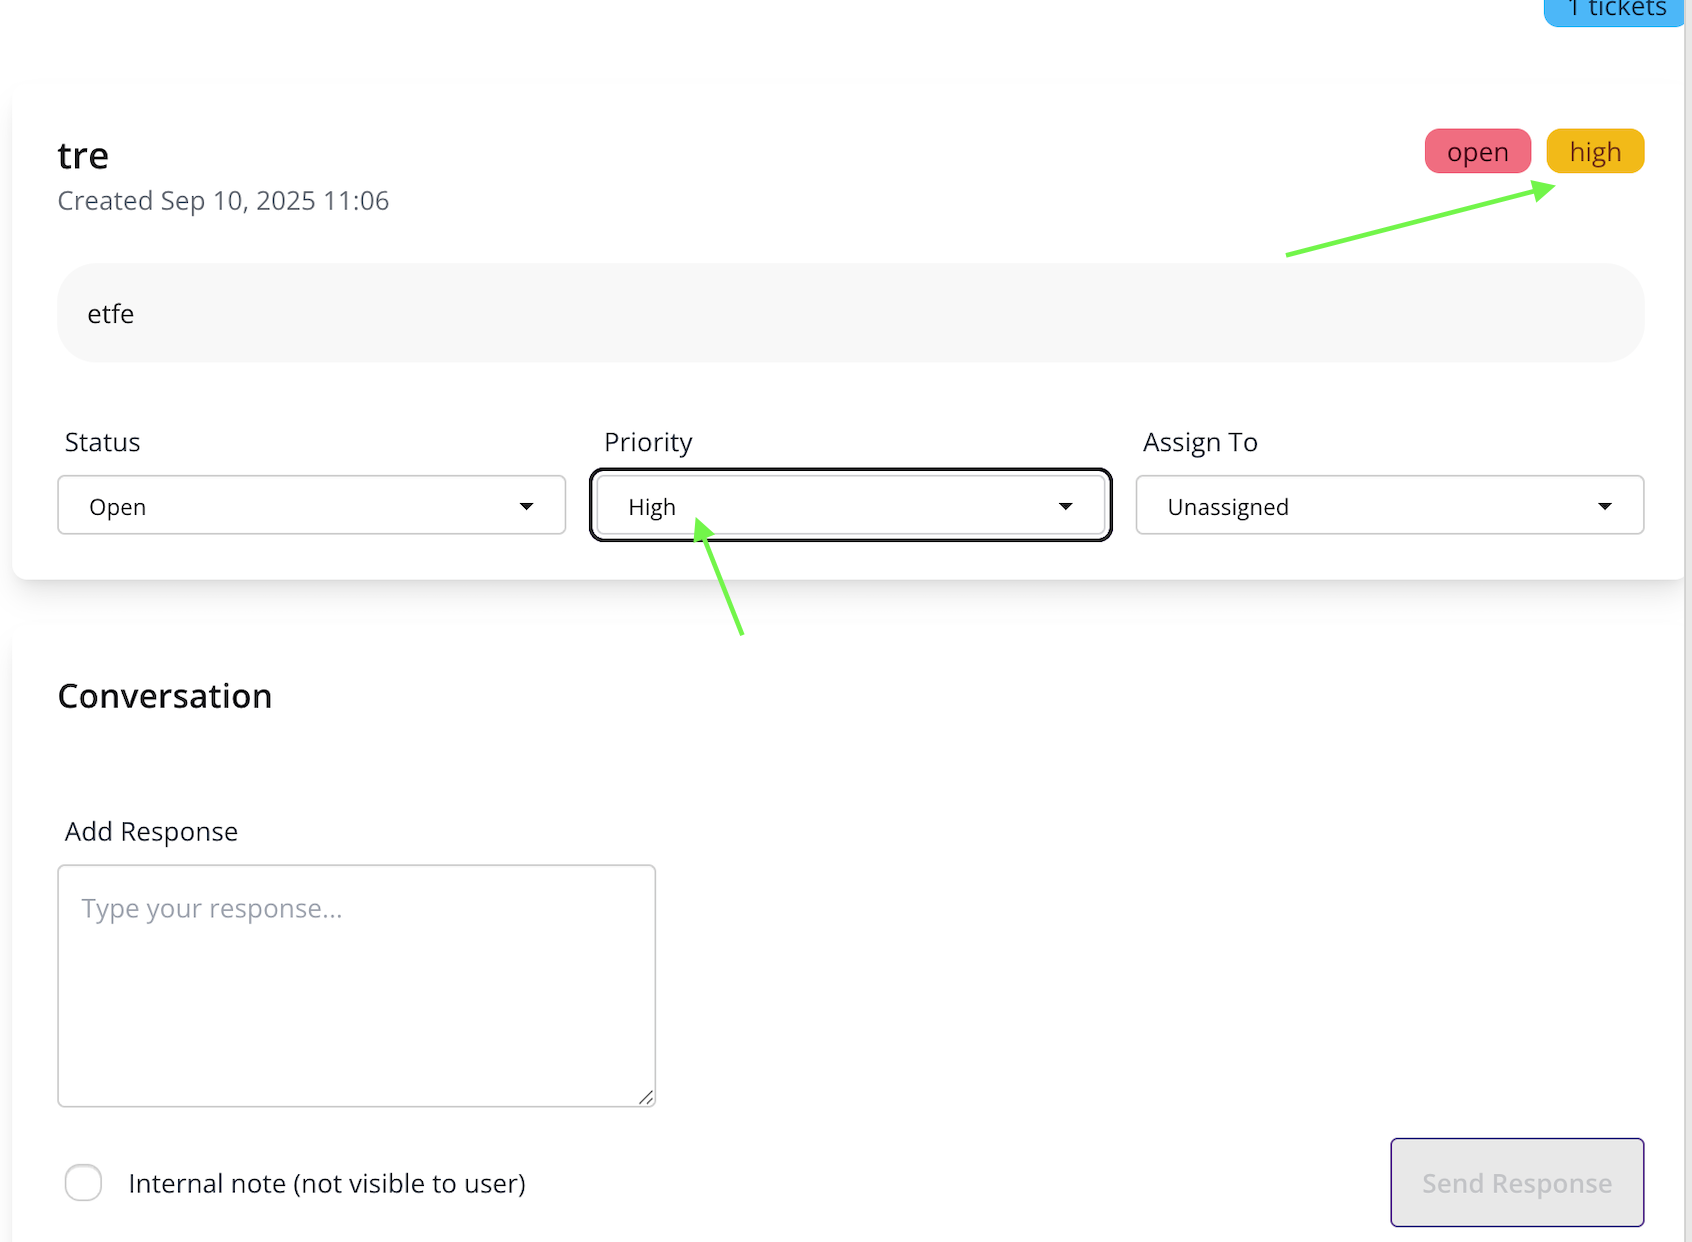 1 tickets
tre
open
high
Created Sep 10, 2025 11:06
etfe
Status
Priority
Assign To
Open
High
Unassigned
Conversation
Add Response
Type your response...
Internal note (not visible to user)
Send Response